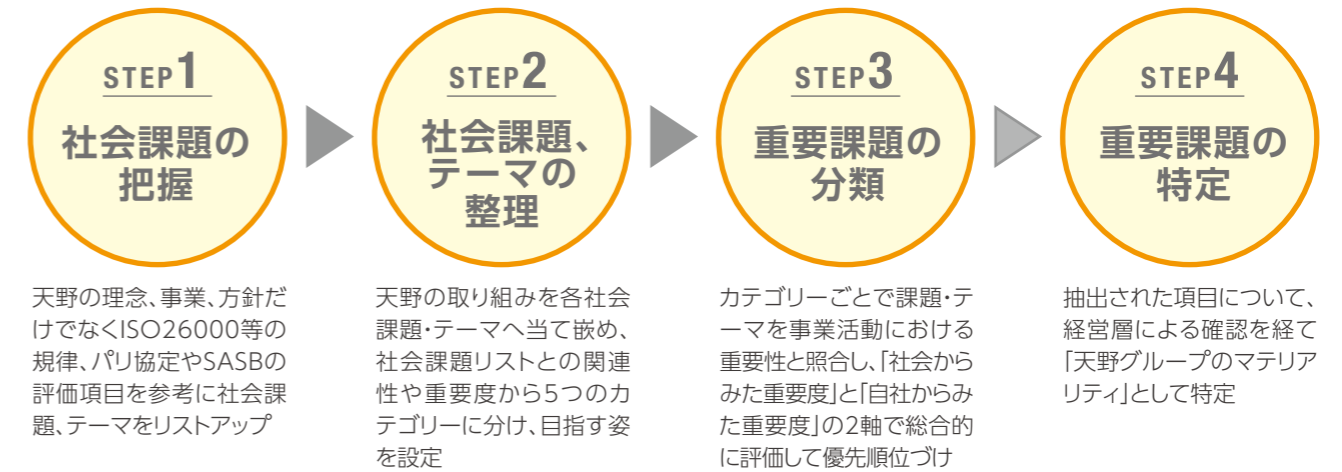 STEP1
社会課題の
把握
天野の理念、事業、方針だ
けでなくISO26000等の
規律、パリ協定やSASBの
評価項目を参考に社会課
題、テーマをリストアップ
STEP2
社会課題、
テーマの
整理
天野の取り組みを各社会
課題・テーマへ当て嵌め、
社会課題リストとの関連
性や重要度から5つのカ
テゴリーに分け、目指す姿
を設定
STEP3
重要課題の
分類
カテゴリーごとで課題・テ
ーマを事業活動における
重要性と照合し、「社会から
みた重要度」と「自社からみ
た重要度」の2軸で総合的
に評価して優先順位づけ
STEP4
重要課題の
特定
抽出された項目について、
経営層による確認を経て
「天野グループのマテリア
リティ」として特定